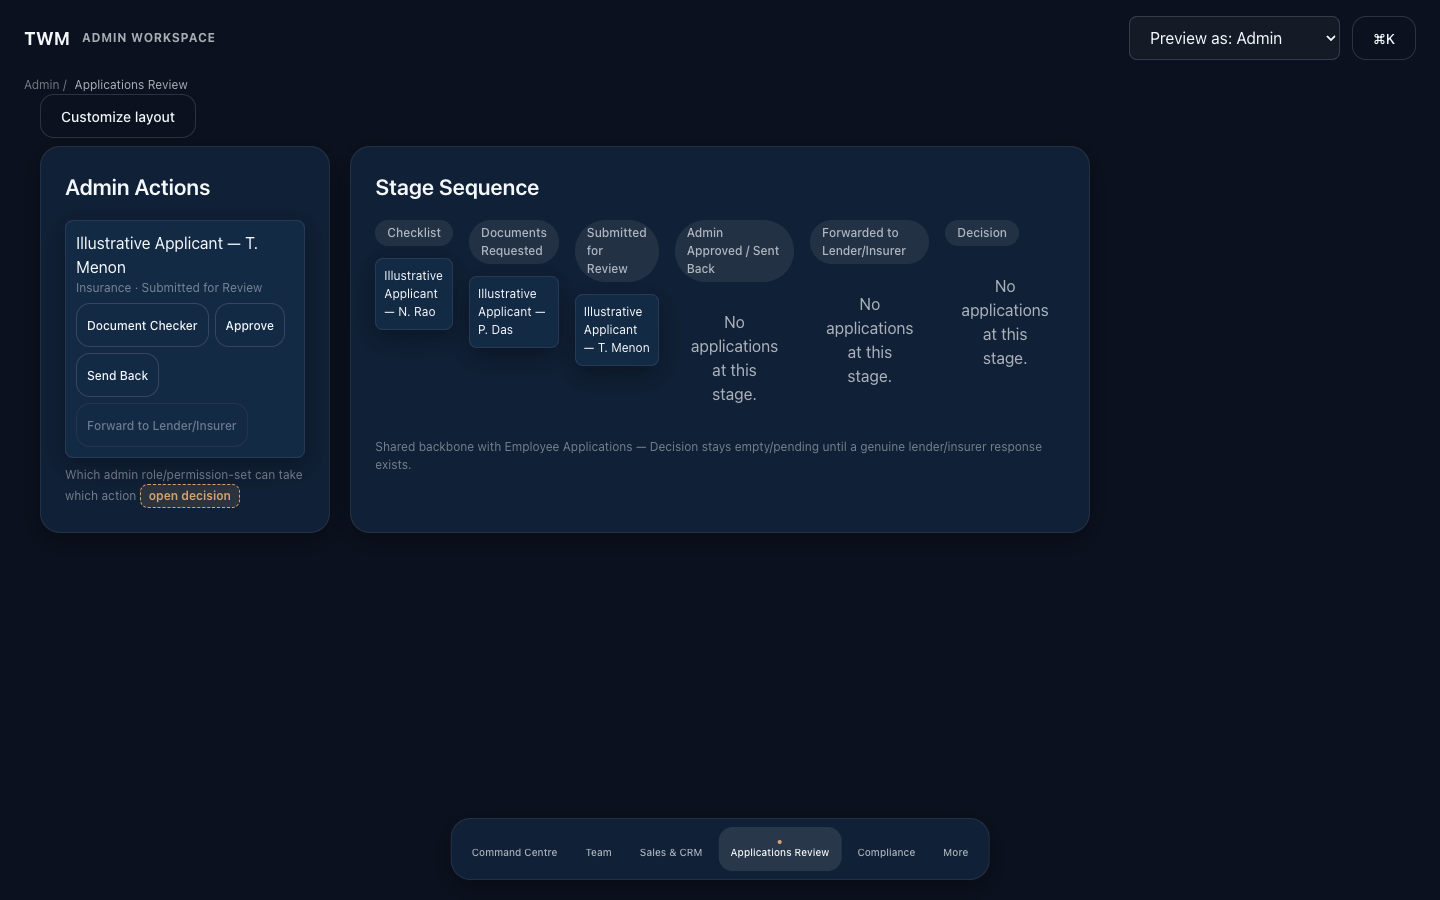 TWM ADMIN WORKSPACE
Preview as: Admin
⌘K
Admin / Applications Review
Customize layout
Admin Actions
Illustrative Applicant — T.
Menon
Insurance · Submitted for Review
Document Checker
Approve
Send Back
Forward to Lender/Insurer
Which admin role/permission-set can take
which action open decision
Stage Sequence
Checklist
Illustrative
Applicant
— N. Rao
Documents
Requested
Illustrative
Applicant —
P. Das
Submitted
for
Review
Illustrative
Applicant
— T. Menon
Admin
Approved / Sent
Back
No
applications
at this
stage.
Forwarded to
Lender/Insurer
No
applications
at this
stage.
Decision
No
applications
at this
stage.
Shared backbone with Employee Applications — Decision stays empty/pending until a genuine lender/insurer response
exists.
Command Centre
Team
Sales & CRM
Applications Review
Compliance
More